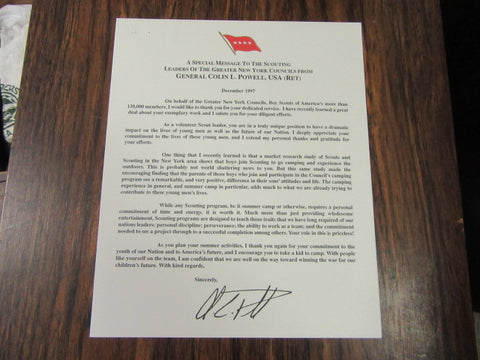 A SPECIAL MESSAGE TO THE SCOUTING
LEADERS OF THE GREATER NEW YORK COUNCILS FROM
GENERAL COLIN L. POWELL, USA (RET)
December 1997
On behalf of the Greater New York Councils, Boy Scouts of America's more than
130,000 members, I would like to thank you for your dedicated service. I have recently learned a great
deal about your exemplary work and I salute you for your diligent efforts.
As a volunteer Scout leader, you are in a truly unique position to have a dramatic
impact on the lives of young men as well as the future of our Nation. I deeply appreciate your
commitment to the lives of these young men, and I extend my personal thanks and gratitude for
your efforts.
One thing that I recently learned is that a market research study of Scouts and
Scouting in the New York area shows that boys join Scouting to go camping and experience the
outdoors. This is probably not world shattering news to you. But this same study made the
encouraging finding that the parents of those boys who join and participate in the Council's camping
program see a remarkable, and very positive, difference in their sons' attitudes and life. The camping
experience in general, and summer camp in particular, adds much to what we are already trying to
contribute to these young men's lives.
While any Scouting program, be it summer camp or otherwise, requires a personal
commitment of time and energy, it is worth it. Much more than just providing wholesome
entertainment, Scouting programs are designed to teach those traits that we have long required of our
nations leaders: personal discipline; perseverance; the ability to work as a team; and the commitment
needed to see a project through to a successful completion among others. Your role in this is priceless!
As you plan your summer activities, I thank you again for your commitment to the
youth of our Nation and to America's future, and I encourage you to take a kid to camp. With people
like yourself on the team, I am confident that we are well on the way toward winning the war for our
children's future. With kind regards,
Sincerely,